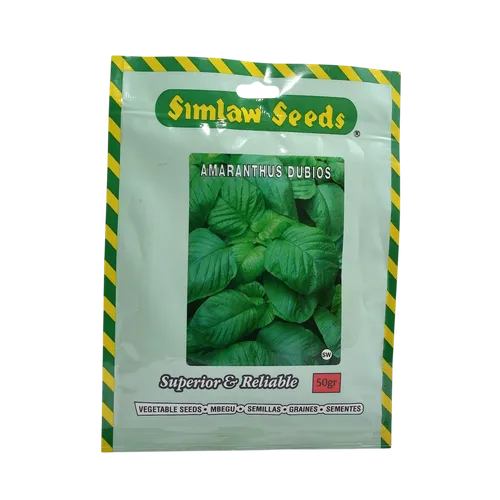 Simlaw Seeds
®
AMARANTHUS DUBIOS
SW
Superior & Reliable 50gr
VEGETABLE SEEDS • MBEGU • SEMILLAS • GRAINES • SEMENTES